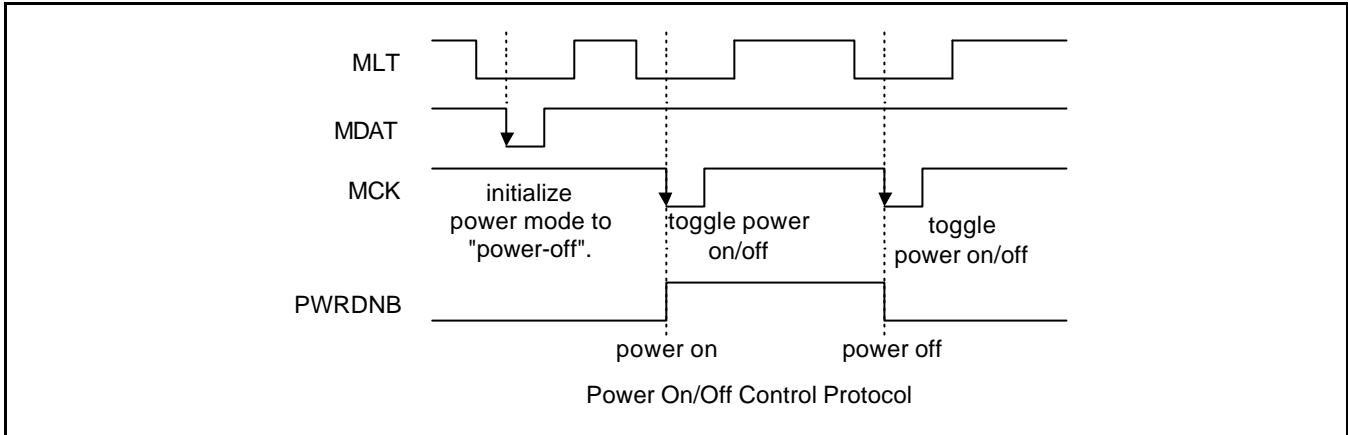 MLT
MDAT
MCK
initialize
power mode to
"power-off".
toggle power
on/off
toggle
power on/off
PWRDNB
power on
power off
Power On/Off Control Protocol